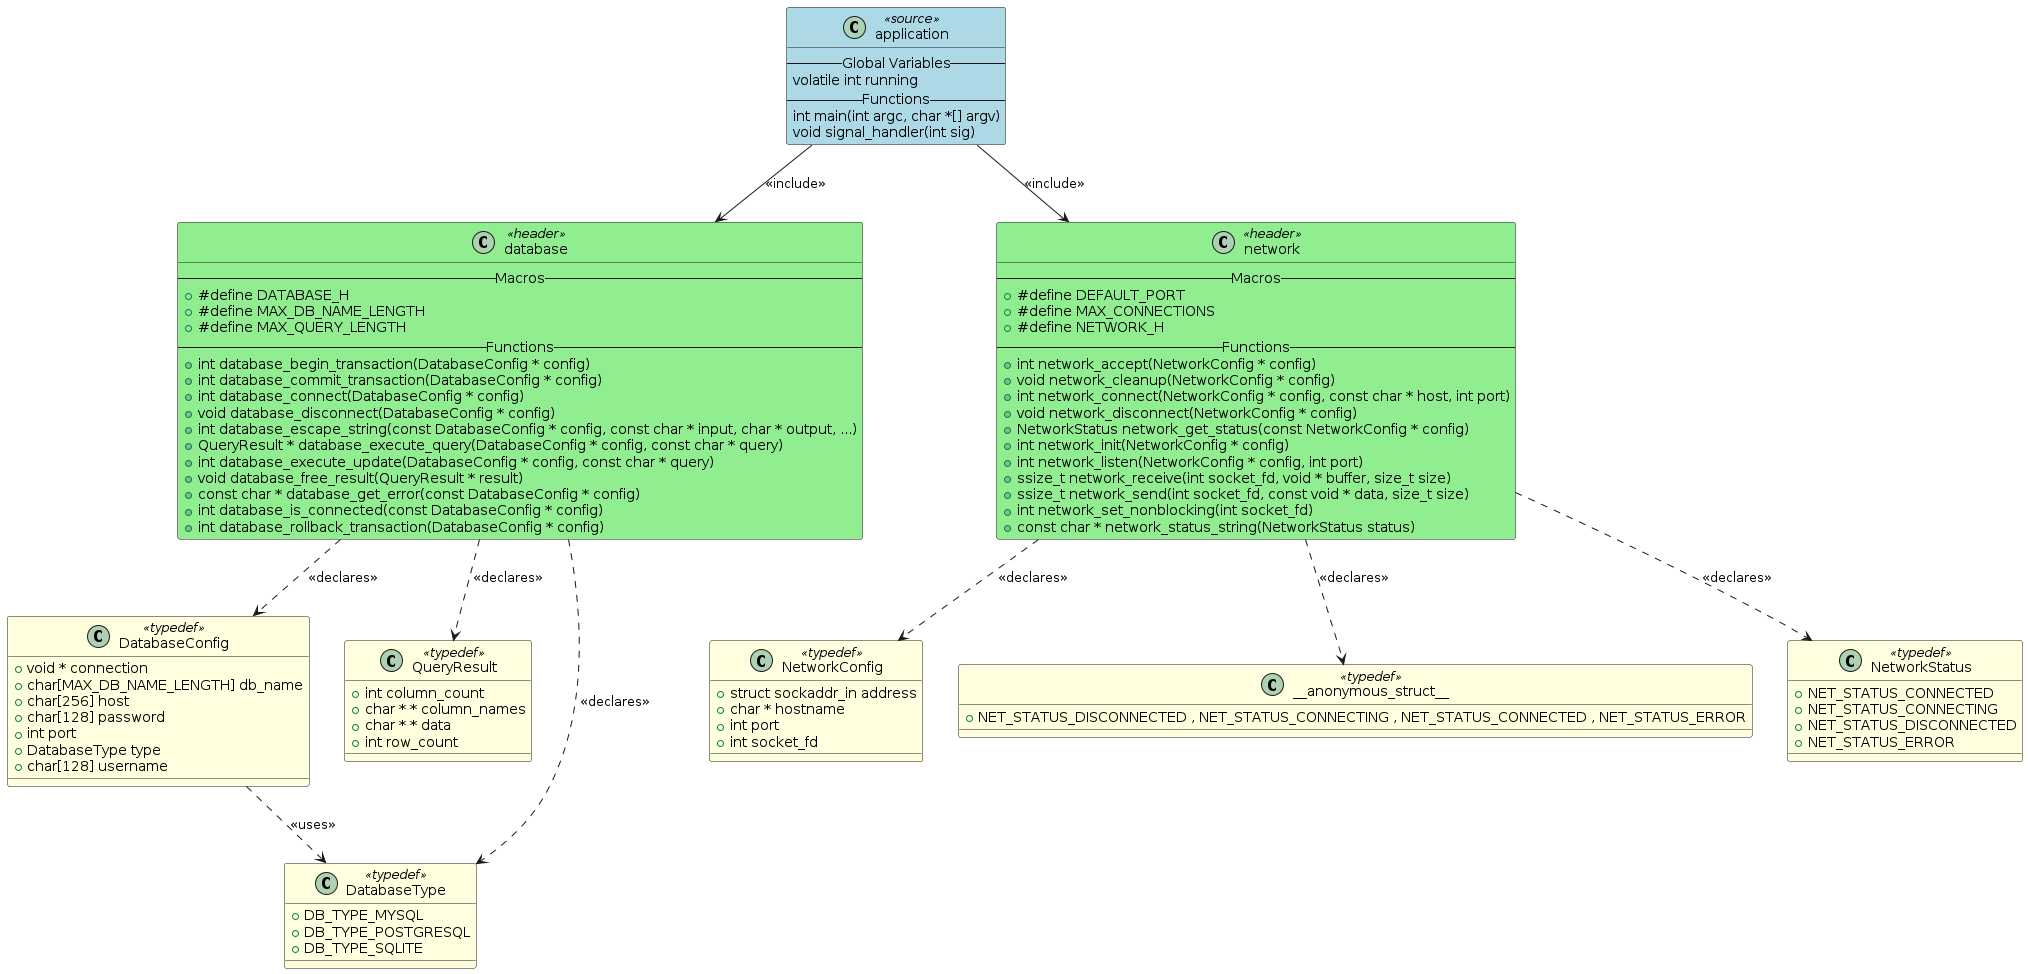 «source»
C
application
Global Variables
volatile int running
Functions
int main(int argc, char *[] argv)
void signal_handler(int sig)
«include»
«include»
«header»
C
database
Macros
#define DATABASE_H
#define MAX_DB_NAME_LENGTH
#define MAX_QUERY_LENGTH
Functions
int database_begin_transaction(DatabaseConfig * config)
int database_commit_transaction(DatabaseConfig * config)
int database_connect(DatabaseConfig * config)
void database_disconnect(DatabaseConfig * config)
int database_escape_string(const DatabaseConfig * config, const char * input, char * output, ...)
QueryResult * database_execute_query(DatabaseConfig * config, const char * query)
int database_execute_update(DatabaseConfig * config, const char * query)
void database_free_result(QueryResult * result)
const char * database_get_error(const DatabaseConfig * config)
int database_is_connected(const DatabaseConfig * config)
int database_rollback_transaction(DatabaseConfig * config)
«header»
C
network
Macros
#define DEFAULT_PORT
#define MAX_CONNECTIONS
#define NETWORK_H
Functions
int network_accept(NetworkConfig * config)
void network_cleanup(NetworkConfig * config)
int network_connect(NetworkConfig * config, const char * host, int port)
void network_disconnect(NetworkConfig * config)
NetworkStatus network_get_status(const NetworkConfig * config)
int network_init(NetworkConfig * config)
int network_listen(NetworkConfig * config, int port)
ssize_t network_receive(int socket_fd, void * buffer, size_t size)
ssize_t network_send(int socket_fd, const void * data, size_t size)
int network_set_nonblocking(int socket_fd)
const char * network_status_string(NetworkStatus status)
«declares»
«declares»
«declares»
«declares»
«declares»
«declares»
«typedef»
C
DatabaseConfig
void * connection
char[MAX_DB_NAME_LENGTH] db_name
char[256] host
char[128] password
int port
DatabaseType type
char[128] username
«typedef»
C
QueryResult
int column_count
char * * column_names
char * * data
int row_count
«typedef»
C
NetworkConfig
struct sockaddr_in address
char * hostname
int port
int socket_fd
«typedef»
C
__anonymous_struct__
NET_STATUS_DISCONNECTED , NET_STATUS_CONNECTING , NET_STATUS_CONNECTED , NET_STATUS_ERROR
«typedef»
C
NetworkStatus
NET_STATUS_CONNECTED
NET_STATUS_CONNECTING
NET_STATUS_DISCONNECTED
NET_STATUS_ERROR
«uses»
«typedef»
C
DatabaseType
DB_TYPE_MYSQL
DB_TYPE_POSTGRESQL
DB_TYPE_SQLITE